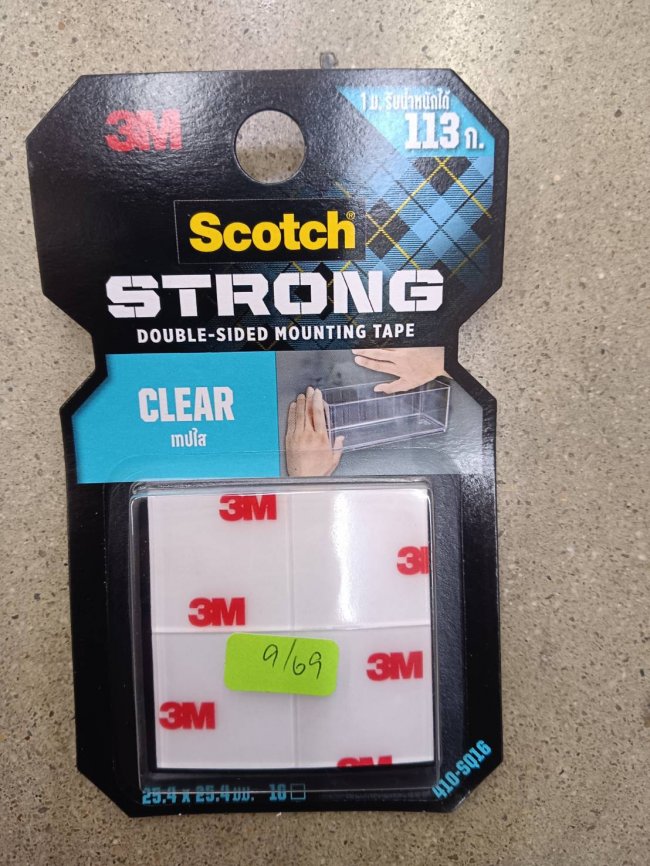 3M
1 ม. รับน้ำหนักได้
113 ก.
Scotch®
STRONG
DOUBLE-SIDED MOUNTING TAPE
CLEAR
เทปใส
3M
3M
3M
3M
3M
3M
9/69
25.4 x 25.4 มม. 16
410-SQ16